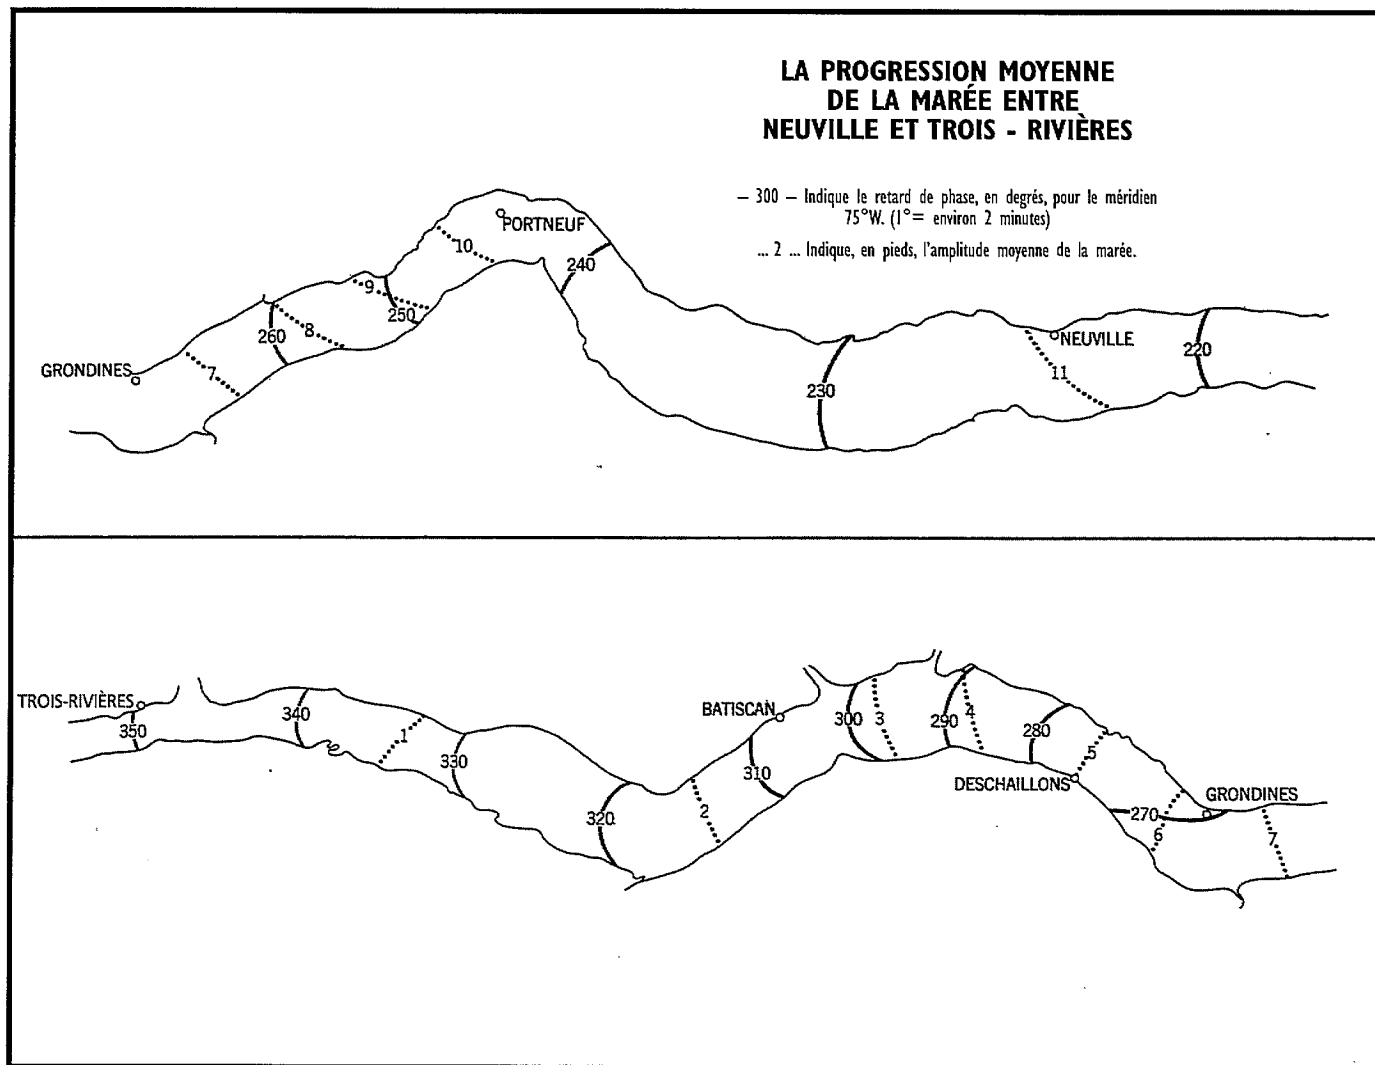 LA PROGRESSION MOYENNE
DE LA MARÉE ENTRE
NEUVILLE ET TROIS - RIVIÈRES
— 300 — Indique le retard de phase, en degrés, pour le méridien
75°W. (1°= environ 2 minutes)
... 2 ... Indique, en pieds, l'amplitude moyenne de la marée.
PORTNEUF
10
240
9
250
260
8
GRONDINES
7
230
NEUVILLE
11
220
TROIS-RIVIÈRES
350
340
1
330
320
2
BATISCAN
310
300
3
290
4
280
5
DESCHAILLONS
GRONDINES
270
6
7